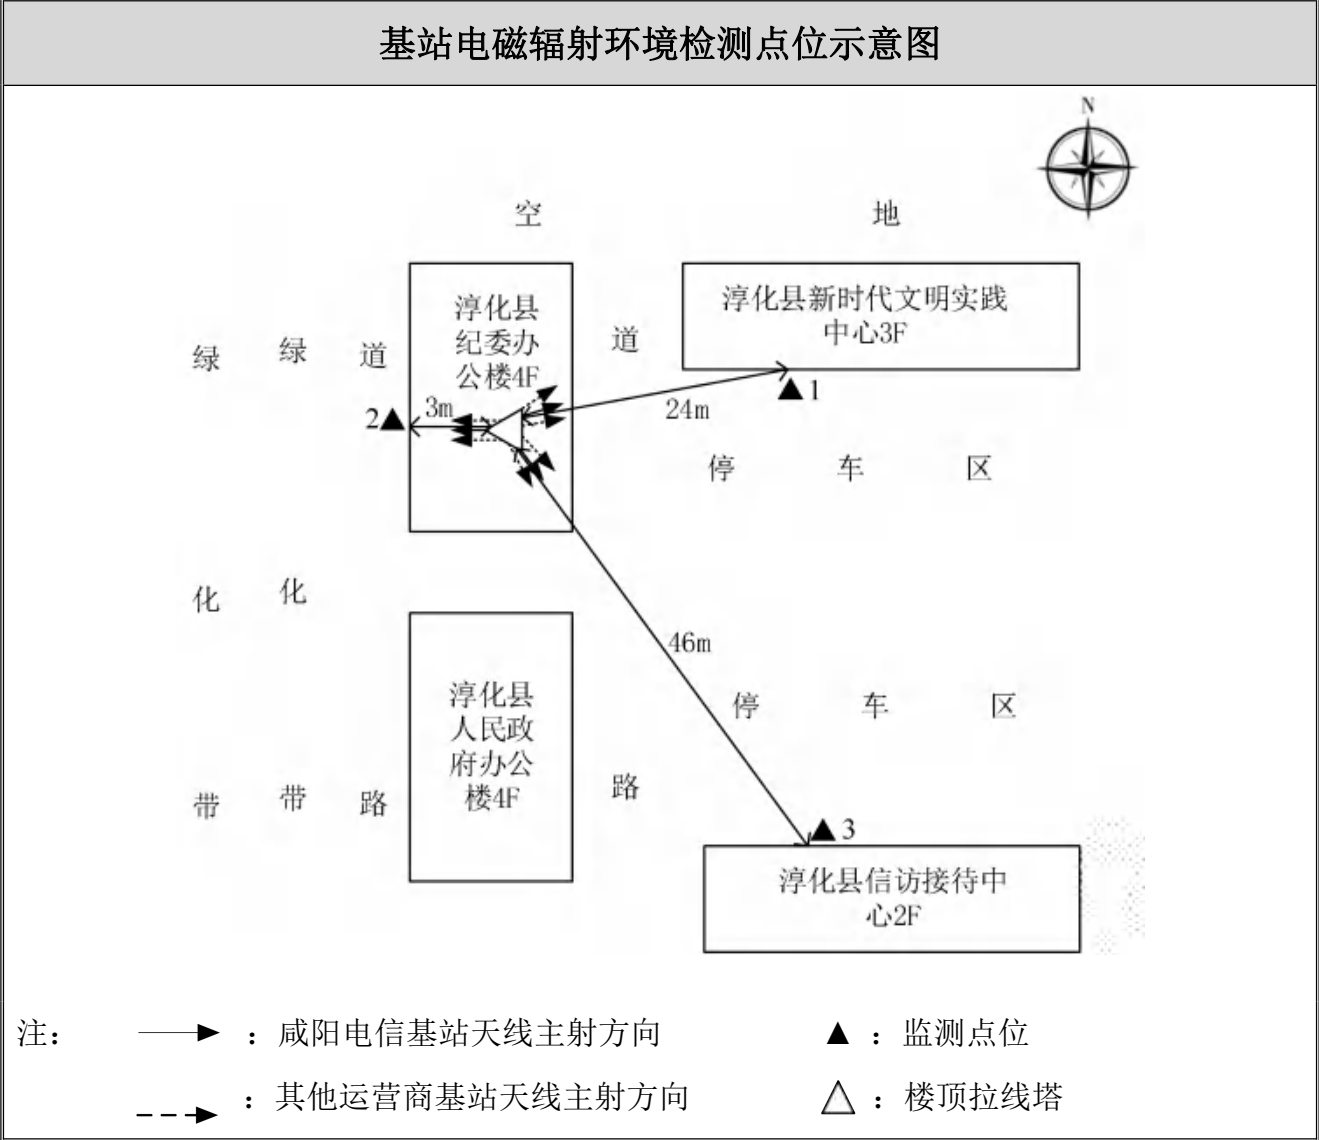 基站电磁辐射环境检测点位示意图
N
空 地
淳化县
纪委办
公楼4F
淳化县新时代文明实践
中心3F
绿 绿 道 道
3m
2
24m
1
停 车 区
化 化
46m
淳化县
人民政
府办公
楼4F
停 车 区
带 带 路 路
3
淳化县信访接待中
心2F
注: : 咸阳电信基站天线主射方向 : 监测点位
: 其他运营商基站天线主射方向 : 楼顶拉线塔